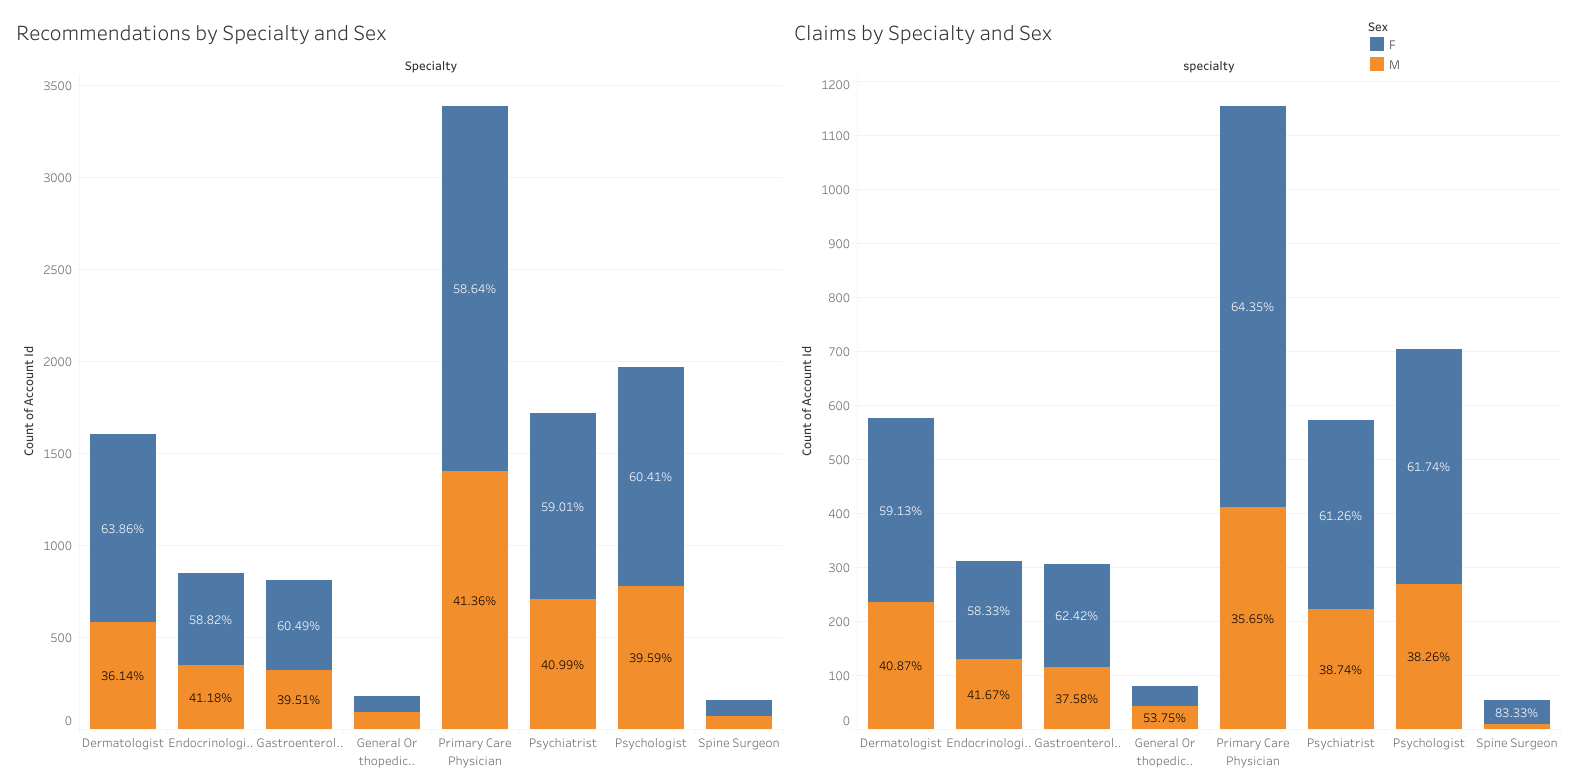 Recommendations by Specialty and Sex
Specialty
3500
3000
2500
2000
1500
1000
500
0
Count of Account Id
63.86%
36.14%
58.82%
41.18%
60.49%
39.51%
58.64%
41.36%
59.01%
40.99%
60.41%
39.59%
Dermatologist
Endocrinologi..
Gastroenterol..
General Or
thopedic..
Primary Care
Physician
Psychiatrist
Psychologist
Spine Surgeon
Claims by Specialty and Sex
Sex
F
M
specialty
1200
1100
1000
900
800
700
600
500
400
300
200
100
0
Count of Account Id
59.13%
40.87%
58.33%
41.67%
62.42%
37.58%
53.75%
64.35%
35.65%
61.26%
38.74%
61.74%
38.26%
83.33%
Dermatologist
Endocrinologi..
Gastroenterol..
General Or
thopedic..
Primary Care
Physician
Psychiatrist
Psychologist
Spine Surgeon